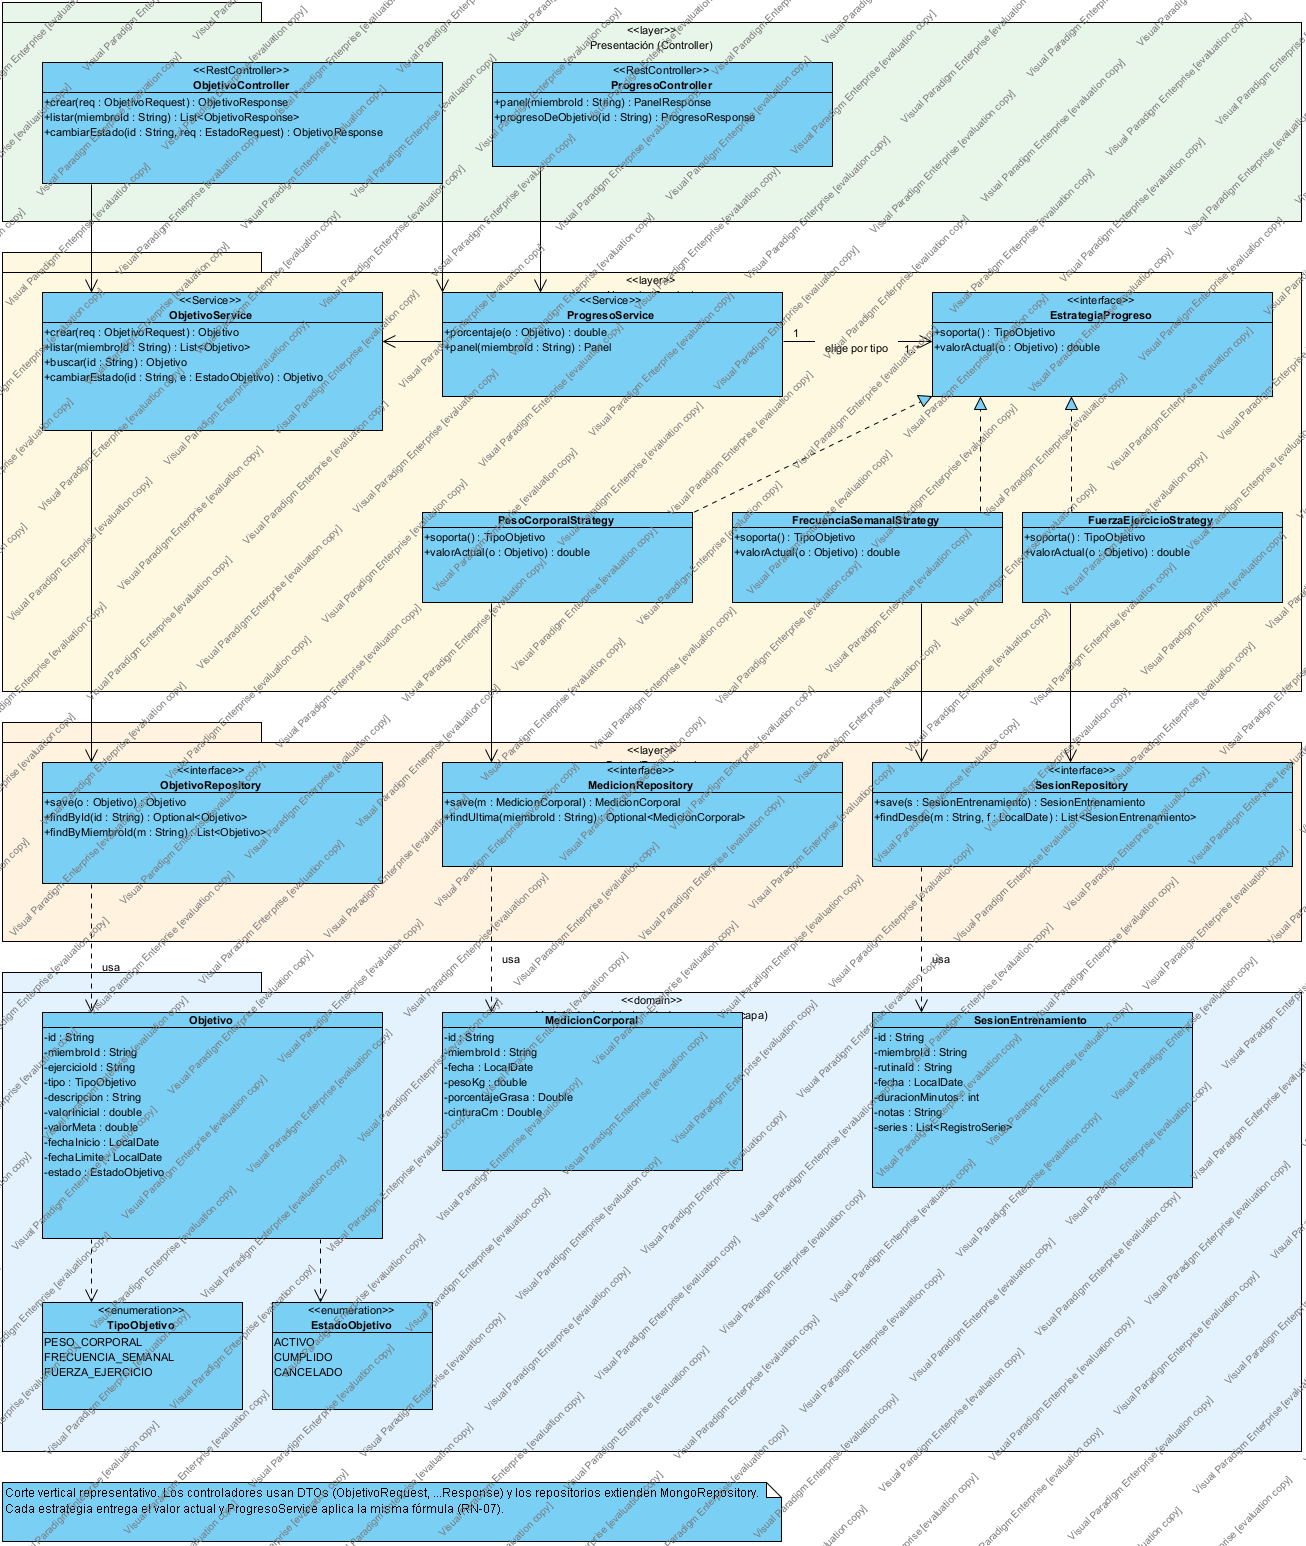 <<layer>>
Presentación (Controller)
<<RestController>>
ObjetivoController
+crear(req : ObjetivoRequest) : ObjetivoResponse
+listar(miembroId : String) : List<ObjetivoResponse>
+cambiarEstado(id : String, req : EstadoRequest) : ObjetivoResponse
<<RestController>>
ProgresoController
+panel(miembroId : String) : PanelResponse
+progresoDeObjetivo(id : String) : ProgresoResponse
<<layer>>
<<Service>>
ObjetivoService
+crear(req : ObjetivoRequest) : Objetivo
+listar(miembroId : String) : List<Objetivo>
+buscar(id : String) : Objetivo
+cambiarEstado(id : String, e : EstadoObjetivo) : Objetivo
<<Service>>
ProgresoService
+porcentaje(o : Objetivo) : double
+panel(miembroId : String) : Panel
1
elige por tipo
1..
<<interface>>
EstrategiaProgreso
+soporta() : TipoObjetivo
+valorActual(o : Objetivo) : double
PesoCorporalStrategy
+soporta() : TipoObjetivo
+valorActual(o : Objetivo) : double
FrecuenciaSemanalStrategy
+soporta() : TipoObjetivo
+valorActual(o : Objetivo) : double
FuerzaEjercicioStrategy
+soporta() : TipoObjetivo
+valorActual(o : Objetivo) : double
<<layer>>
<<interface>>
ObjetivoRepository
+save(o : Objetivo) : Objetivo
+findById(id : String) : Optional<Objetivo>
+findByMiembroId(m : String) : List<Objetivo>
<<interface>>
MedicionRepository
+save(m : MedicionCorporal) : MedicionCorporal
+findUltima(miembroId : String) : Optional<MedicionCorporal>
<<interface>>
SesionRepository
+save(s : SesionEntrenamiento) : SesionEntrenamiento
+findDesde(m : String, f : LocalDate) : List<SesionEntrenamiento>
usa
usa
usa
<<domain>>
capa)
Objetivo
-id : String
-miembroId : String
-ejercicioId : String
-tipo : TipoObjetivo
-descripcion : String
-valorInicial : double
-valorMeta : double
-fechaInicio : LocalDate
-fechaLimite : LocalDate
-estado : EstadoObjetivo
MedicionCorporal
-id : String
-miembroId : String
-fecha : LocalDate
-pesoKg : double
-porcentajeGrasa : Double
-cinturaCm : Double
SesionEntrenamiento
-id : String
-miembroId : String
-rutinaId : String
-fecha : LocalDate
-duracionMinutos : int
-notas : String
-series : List<RegistroSerie>
<<enumeration>>
TipoObjetivo
PESO_CORPORAL
FRECUENCIA_SEMANAL
FUERZA_EJERCICIO
<<enumeration>>
EstadoObjetivo
ACTIVO
CUMPLIDO
CANCELADO
Corte vertical representativo. Los controladores usan DTOs (ObjetivoRequest, ...Response) y los repositorios extienden MongoRepository.
Cada estrategia entrega el valor actual y ProgresoService aplica la misma fórmula (RN-07).
Visual Paradigm Enterprise [evaluation copy]